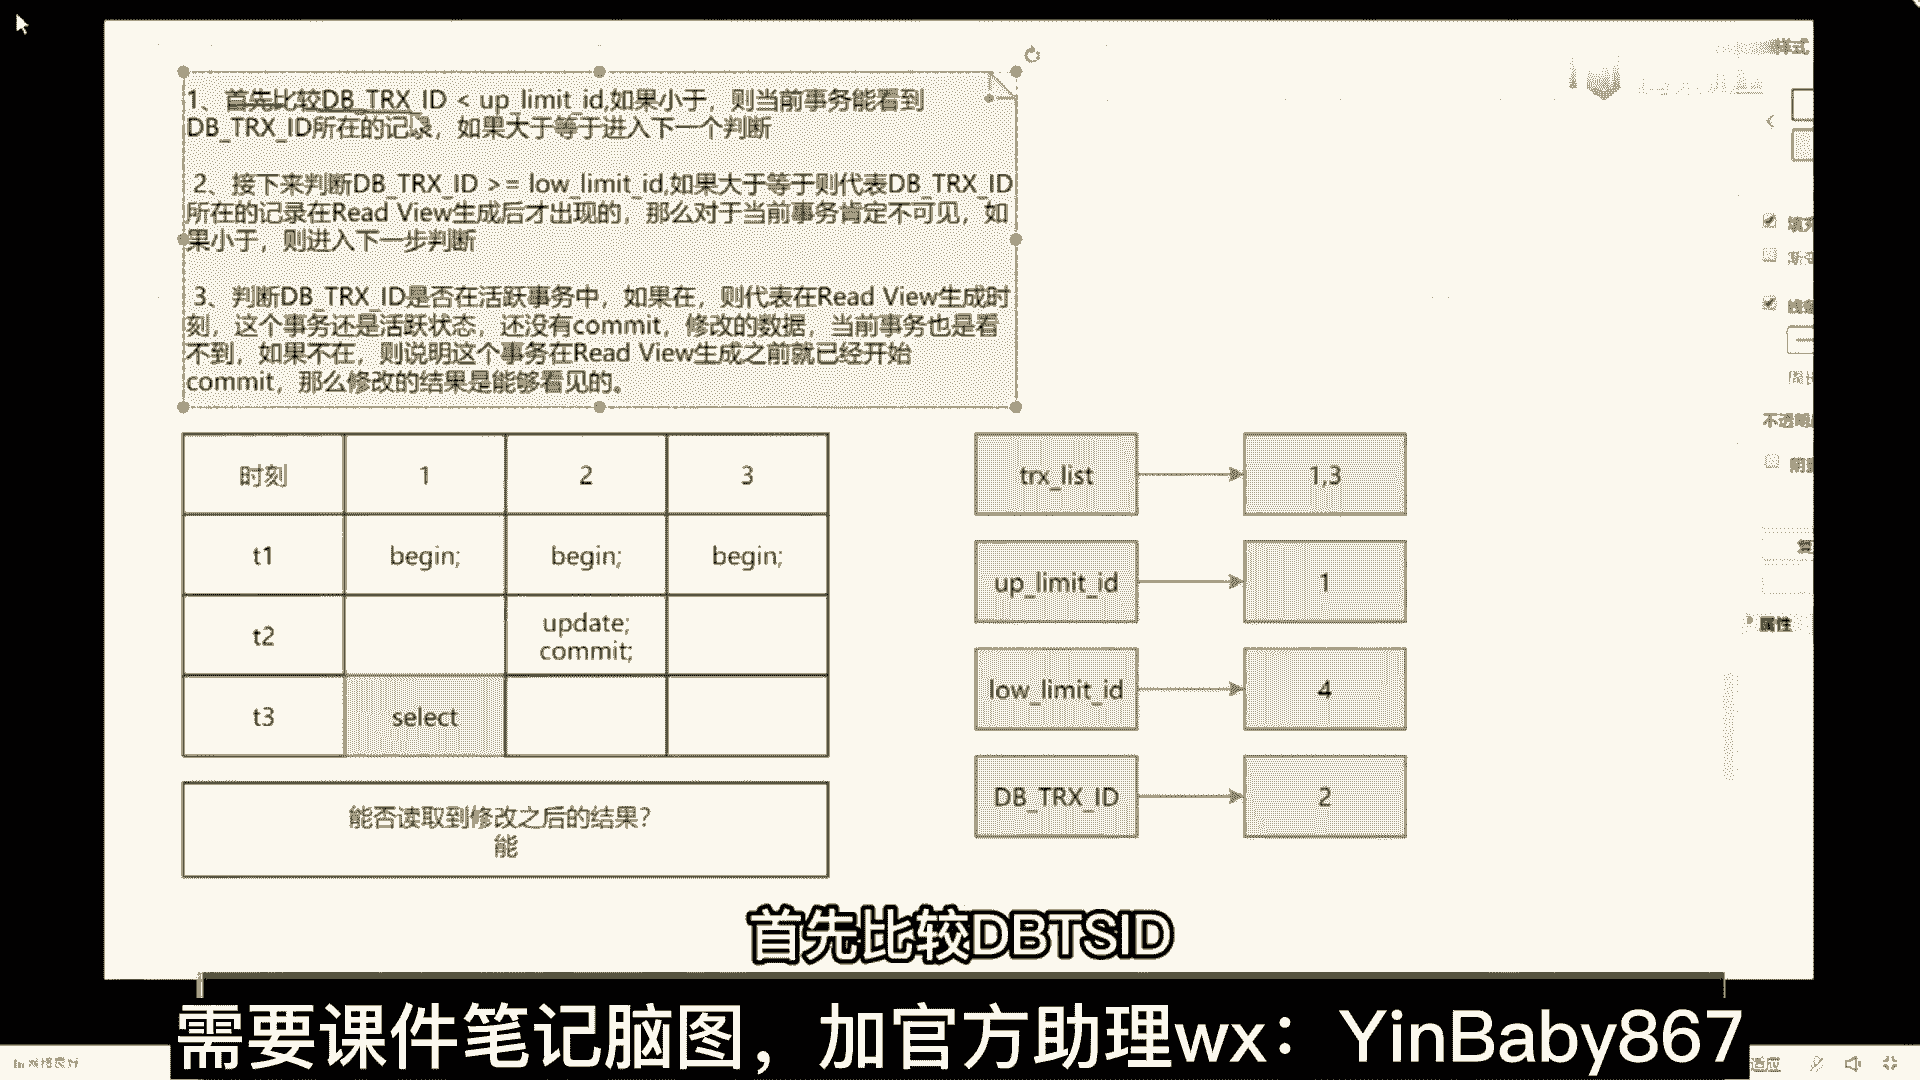 样式
1、首先比较DB_TRX_ID < up_limit_id,如果小于，则当前事务能看到
DB_TRX_ID所在的记录，如果大于等于进入下一个判断
2、接下来判断DB_TRX_ID >= low_limit_id,如果大于等于则代表DB_TRX_ID
所在的记录在Read View生成后才出现的，那么对于当前事务肯定不可见，如
果小于，则进入下一步判断
3、判断DB_TRX_ID是否在活跃事务中，如果在，则代表在Read View生成时
刻，这个事务还是活跃状态，还没有commit，修改的数据，当前事务也是看
不到，如果不在，则说明这个事务在Read View生成之前就已经开始
commit，那么修改的结果是能够看见的。
时刻 1 2 3
t1 begin; begin; begin;
t2 update;
commit;
t3 select
能否读取到修改之后的结果？
能
trx_list 1,3
up_limit_id 1
low_limit_id 4
DB_TRX_ID 2
不透明
属性
首先比较DBTSID
需要课件笔记脑图，加官方助理wx：YinBaby867
适应